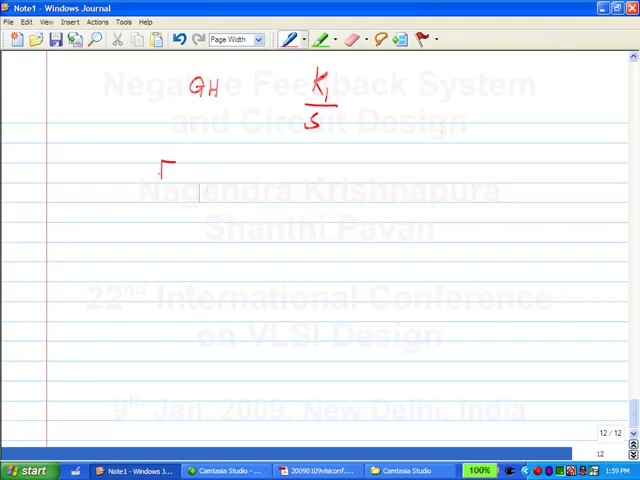 Note1 - Windows Journal
File Edit View Insert Actions Tools Help
Page Width
Negative Feedback System
and Circuit Design
GH K1
S
Nagendra Krishnapura
Shanthi Pavan
22nd International Conference
on VLSI Design
9th Jan. 2009, New Delhi, India
12 / 12
12
start
Note1 - Windows J...
Camtasia Studio - ...
20090109vlsiconf....
Camtasia Studio
100%
1:59 PM